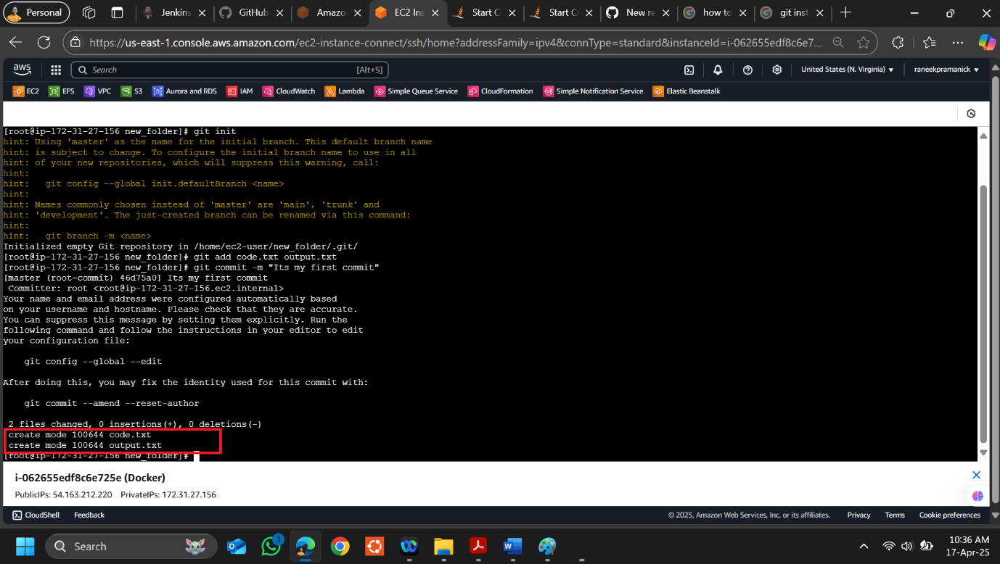 Personal
Jenkins
GitHub
Amazo
EC2 Ins
Start C
Start C
New re
how to
git inst
https://us-east-1.console.aws.amazon.com/ec2-instance-connect/ssh/home?addressFamily=ipv4&connType=standard&instanceId=i-062655edf8c6e7...
aws
Search
[Alt+S]
United States (N. Virginia)
raneekpramanick
EC2
EFS
VPC
S3
Aurora and RDS
IAM
CloudWatch
Lambda
Simple Queue Service
CloudFormation
Simple Notification Service
Elastic Beanstalk
[root@ip-172-31-27-156 new_folder]# git init
hint: Using 'master' as the name for the initial branch. This default branch name
hint: is subject to change. To configure the initial branch name to use in all
hint: of your new repositories, which will suppress this warning, call:
hint:
hint:   git config --global init.defaultBranch <name>
hint:
hint: Names commonly chosen instead of 'master' are 'main', 'trunk' and
hint: 'development'. The just-created branch can be renamed via this command:
hint:
hint:   git branch -m <name>
Initialized empty Git repository in /home/ec2-user/new_folder/.git/
[root@ip-172-31-27-156 new_folder]# git add code.txt output.txt
[root@ip-172-31-27-156 new_folder]# git commit -m "Its my first commit"
[master (root-commit) 46d75a0] Its my first commit
 Committer: root <root@ip-172-31-27-156.ec2.internal>
Your name and email address were configured automatically based
on your username and hostname. Please check that they are accurate.
You can suppress this message by setting them explicitly. Run the
following command and follow the instructions in your editor to edit
your configuration file:
    git config --global --edit
After doing this, you may fix the identity used for this commit with:
    git commit --amend --reset-author
 2 files changed, 0 insertions(+), 0 deletions(-)
 create mode 100644 code.txt
 create mode 100644 output.txt
[root@ip-172-31-27-156 new_folder]#
i-062655edf8c6e725e (Docker)
PublicIPs: 54.163.212.220 PrivateIPs: 172.31.27.156
CloudShell
Feedback
© 2025, Amazon Web Services, Inc. or its affiliates.
Privacy
Terms
Cookie preferences
Search
1
10:36 AM
17-Apr-25